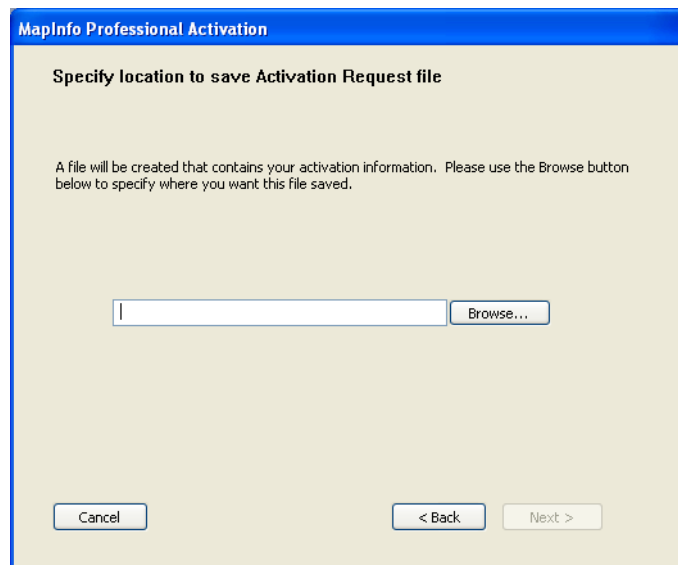 MapInfo Professional Activation
Specify location to save Activation Request file
A file will be created that contains your activation information.  Please use the Browse button
below to specify where you want this file saved.
Browse...
Cancel
< Back
Next >